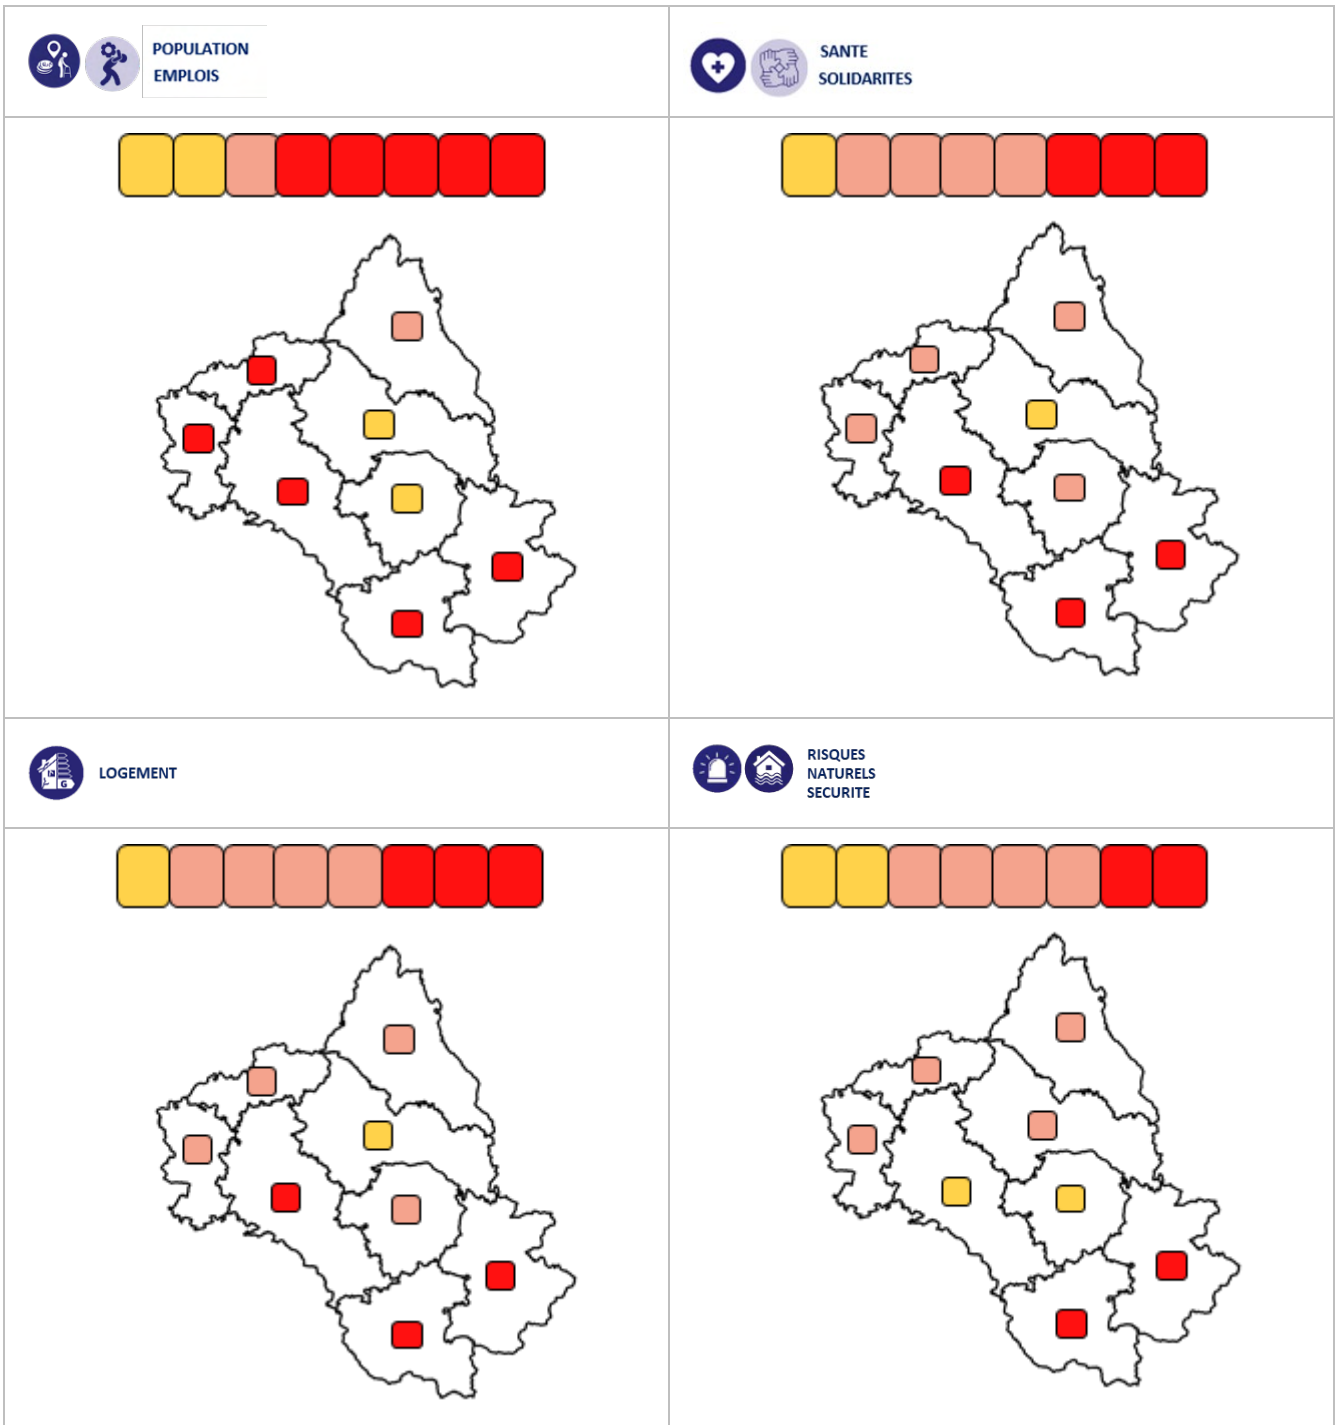 POPULATION
EMPLOIS
SANTE
SOLIDARITES
LOGEMENT
G
RISQUES
NATURELS
SECURITE